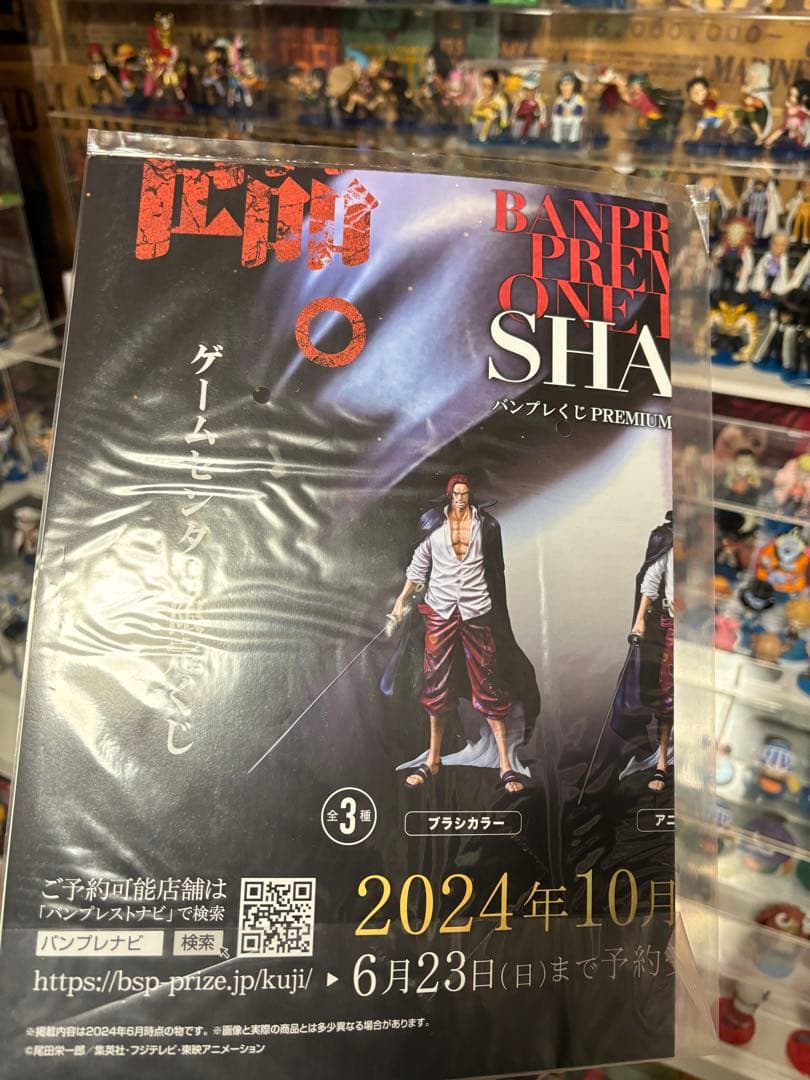 BANPR
PREM
ONE
SHA
バンプレくじ PREMIUM
ゲームセンター
くじ
全3種
ブラシカラー
アニ
ご予約可能店舗は
「バンプレストナビ」で検索
バンプレナビ 検索
https://bsp-prize.jp/kuji/
2024年10月
6月23日(日)まで予約
※掲載内容は2024年6月時点の物です。※画像と実際の商品とは多少異なる場合があります。
©尾田栄一郎/集英社・フジテレビ・東映アニメーション